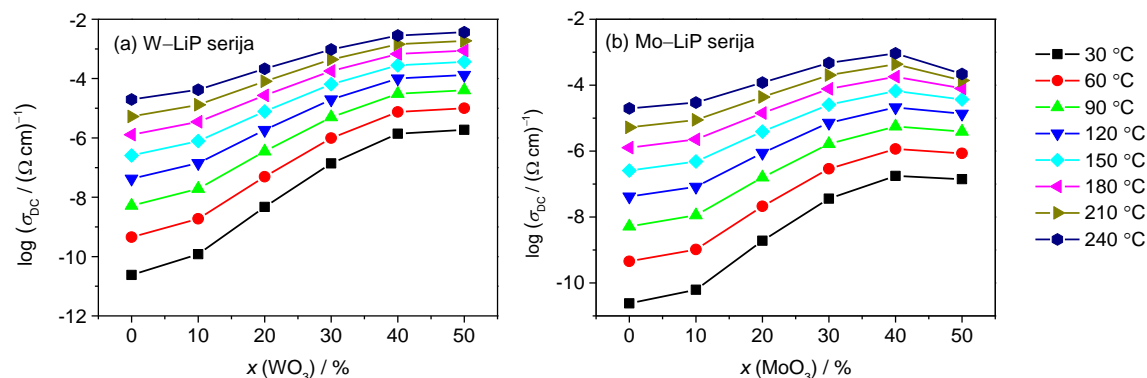 (a) W–LiP serija
log (σDC / (Ω cm)⁻¹)
-2
-4
-6
-8
-10
-12
0 10 20 30 40 50
x (WO₃) / %
(b) Mo–LiP serija
log (σDC / (Ω cm)⁻¹)
-2
-4
-6
-8
-10
0 10 20 30 40 50
x (MoO₃) / %
30 °C
60 °C
90 °C
120 °C
150 °C
180 °C
210 °C
240 °C